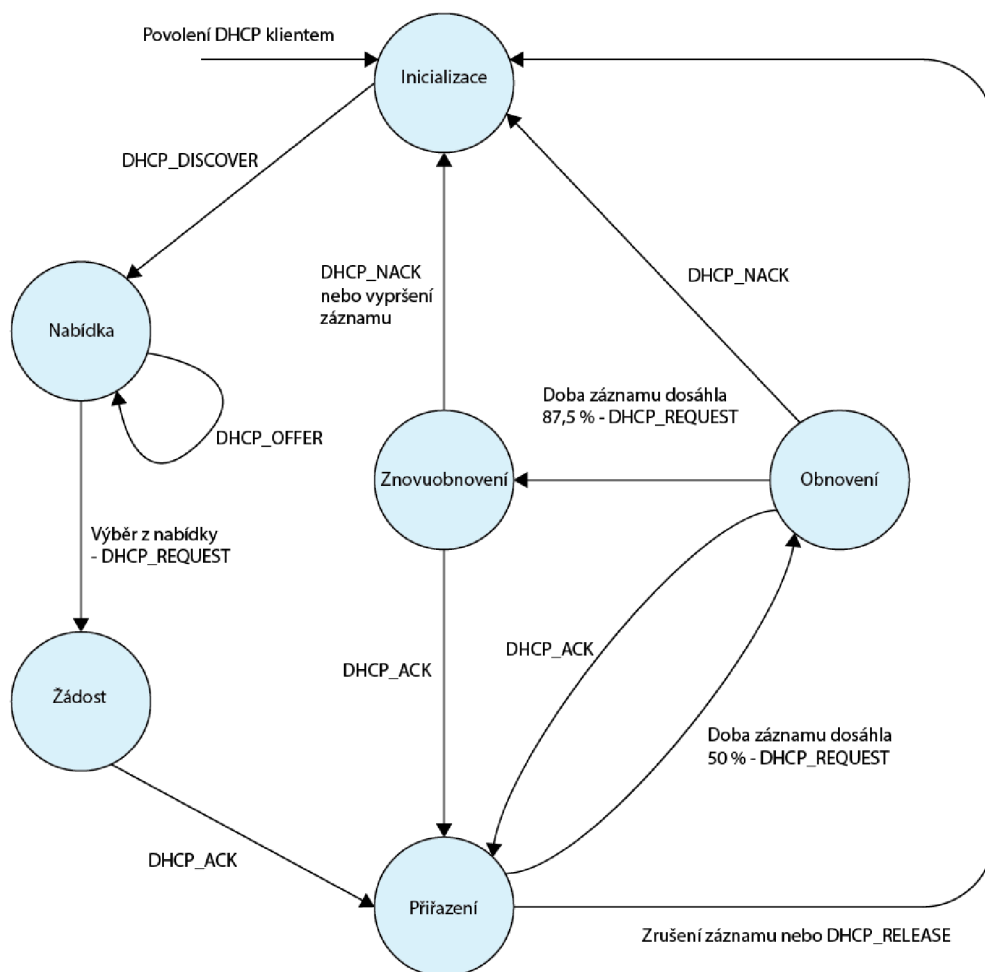 Povolení DHCP klientem
Inicializace
DHCP_DISCOVER
DHCP_NACK
nebo vypršení
záznamu
DHCP_NACK
Nabídka
DHCP_OFFER
Doba záznamu dosáhla
87,5 % - DHCP_REQUEST
Znovuobnovení
Obnovení
Výběr z nabídky
- DHCP_REQUEST
Žádost
DHCP_ACK
DHCP_ACK
Doba záznamu dosáhla
50 % - DHCP_REQUEST
DHCP_ACK
Přiřazení
Zrušení záznamu nebo DHCP_RELEASE